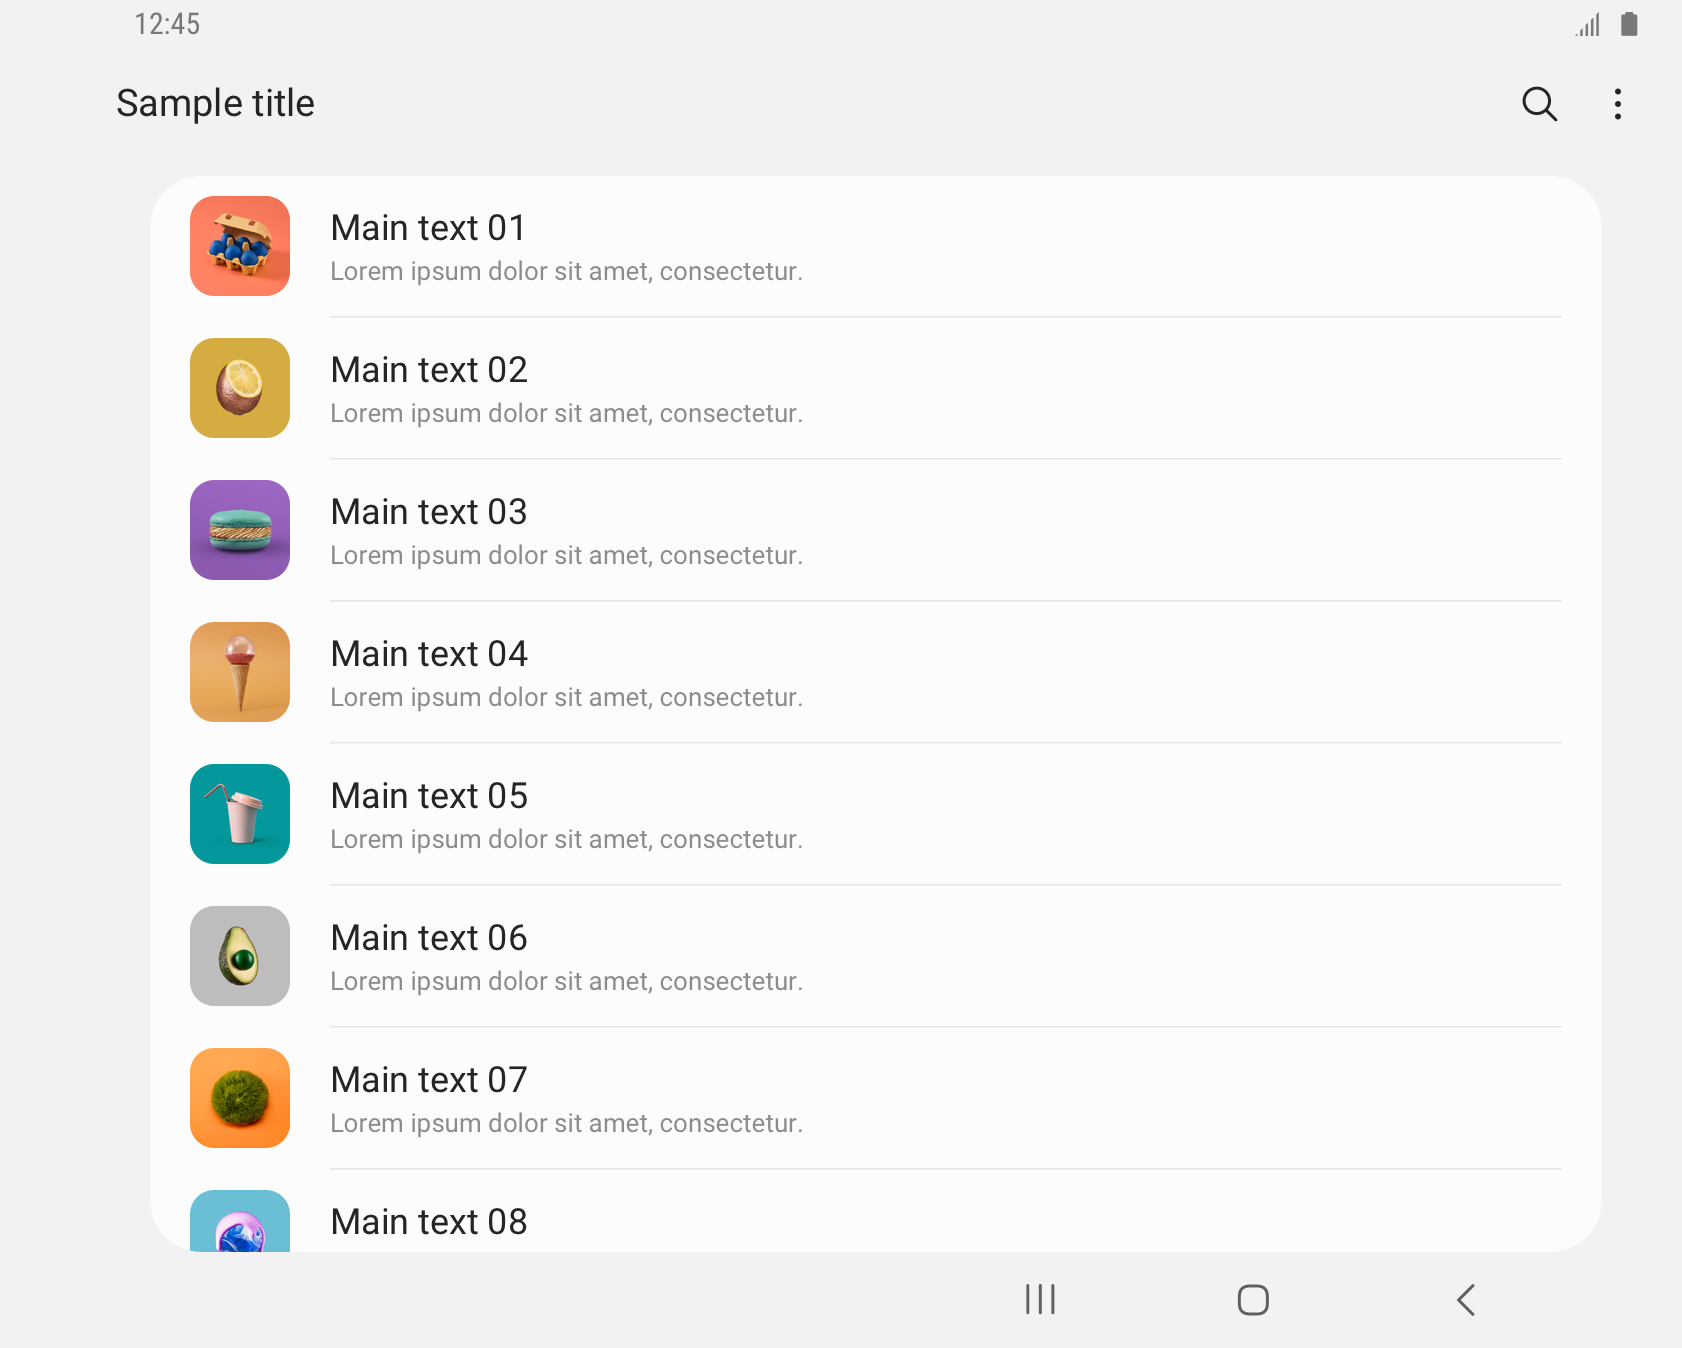 12:45
Sample title
Main text 01
Lorem ipsum dolor sit amet, consectetur.
Main text 02
Lorem ipsum dolor sit amet, consectetur.
Main text 03
Lorem ipsum dolor sit amet, consectetur.
Main text 04
Lorem ipsum dolor sit amet, consectetur.
Main text 05
Lorem ipsum dolor sit amet, consectetur.
Main text 06
Lorem ipsum dolor sit amet, consectetur.
Main text 07
Lorem ipsum dolor sit amet, consectetur.
Main text 08